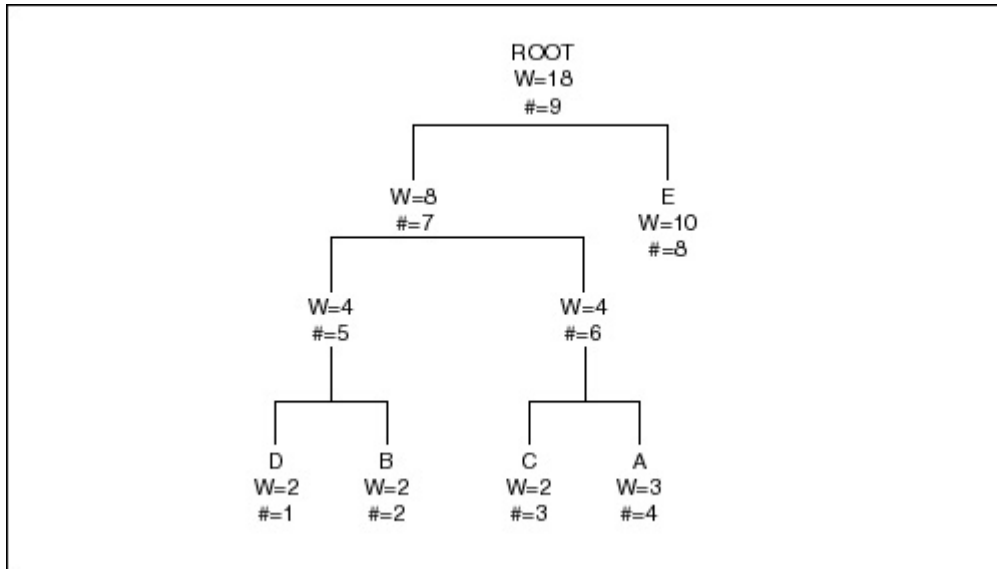 ROOT
W=18
#=9
W=8
#=7
E
W=10
#=8
W=4
#=5
W=4
#=6
D
W=2
#=1
B
W=2
#=2
C
W=2
#=3
A
W=3
#=4